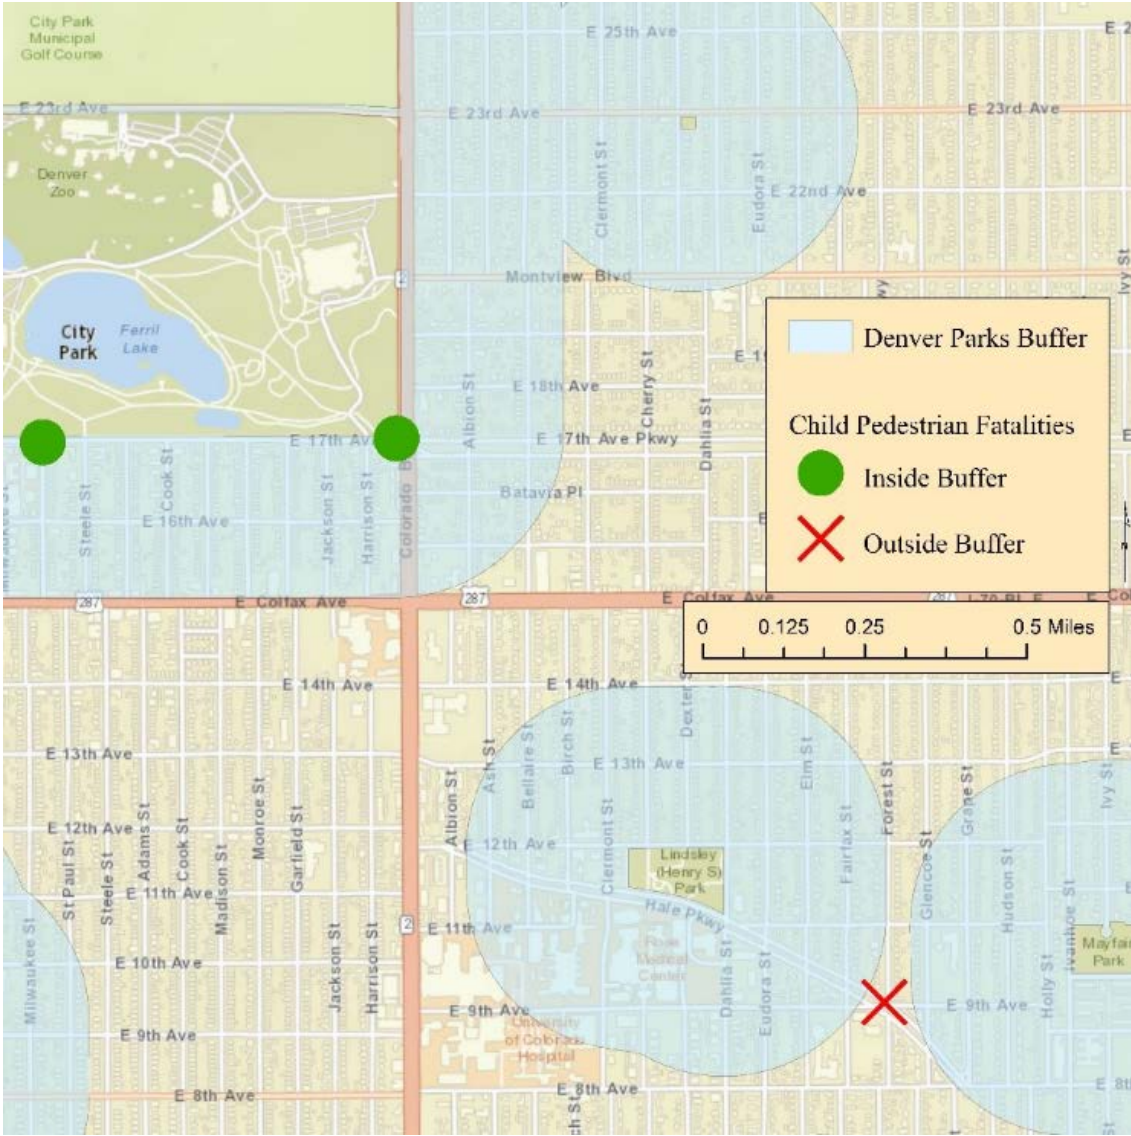 City Park
Municipal
Golf Course
E 25th Ave
E 23rd Ave
E 23rd Ave
E 23rd Ave
Denver
Zoo
Clermont St
Eudora St
E 22nd Ave
Montview Blvd
Ivy St
2
City
Park
Ferril
Lake
Albion St
E 18th Ave
Cherry St
Dahlia St
E 17th Ave Pkwy
Batavia Pl
Steele St
Cook St
E 16th Ave
Jackson St
Harrison St
Denver Parks Buffer
Child Pedestrian Fatalities
Inside Buffer
Outside Buffer
287
E Colfax Ave
287
E Colfax Ave
0 0.125 0.25 0.5 Miles
E 14th Ave
E 14th Ave
E 13th Ave
Ash St
Bellaire St
Birch St
E 13th Ave
Elm St
Albion St
E 12th Ave
E 12th Ave
Forest St
Ivy St
St Paul St
Steele St
Adams St
Cook St
Madison St
Monroe St
Garfield St
E 11th Ave
Clermont St
Lindsley
(Henry S)
Park
Fairfax St
Glencoe St
Hudson St
Hale Pkwy
2
E 11th Ave
Milwaukee St
E 10th Ave
Jackson St
Harrison St
Rose
Medical
Center
Dahlia St
Eudora St
Holly St
Ivanhoe St
Park
E 9th Ave
E 9th Ave
E 9th Ave
University
of Colorado
Hospital
E 8th Ave
E 8th Ave